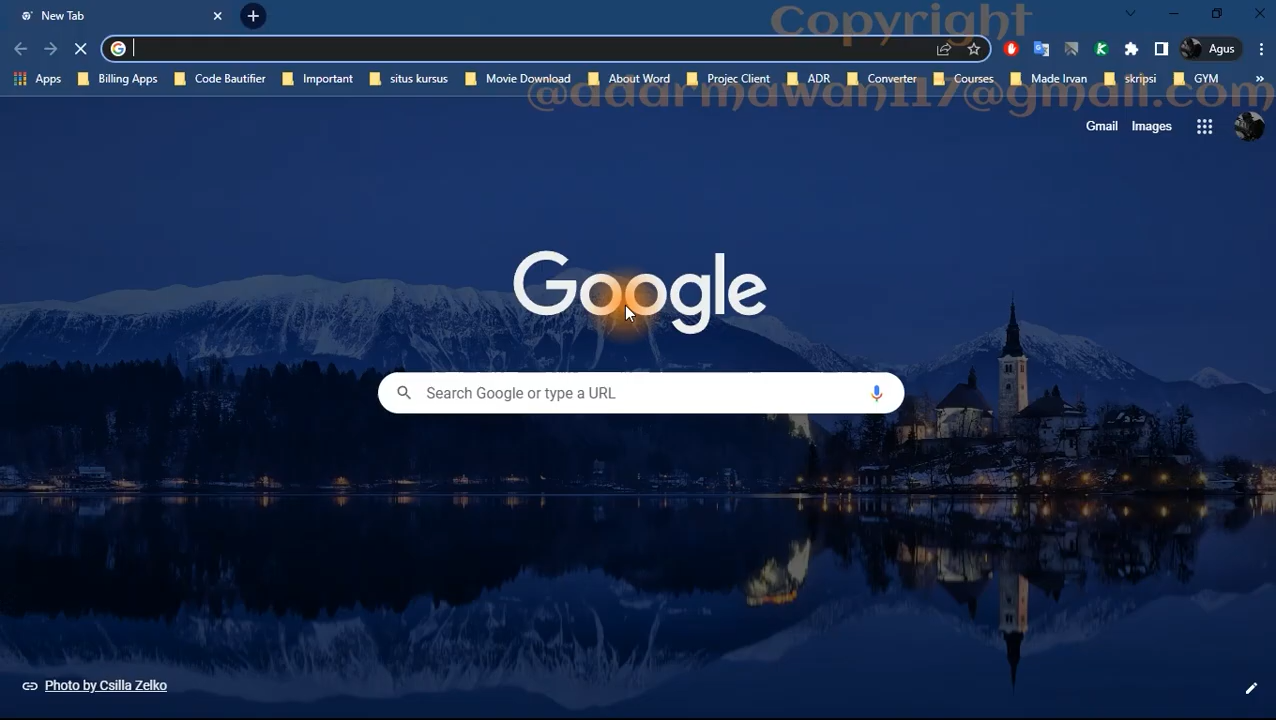 New Tab
Copyright
Agus
Apps Billing Apps Code Bautifier Important situs kursus Movie Download About Word Projec Client ADR Converter Courses Made Irvan skripsi GYM »
@adarmawan117@gmail.com
Gmail Images
Google
Search Google or type a URL
Photo by Csilla Zelko